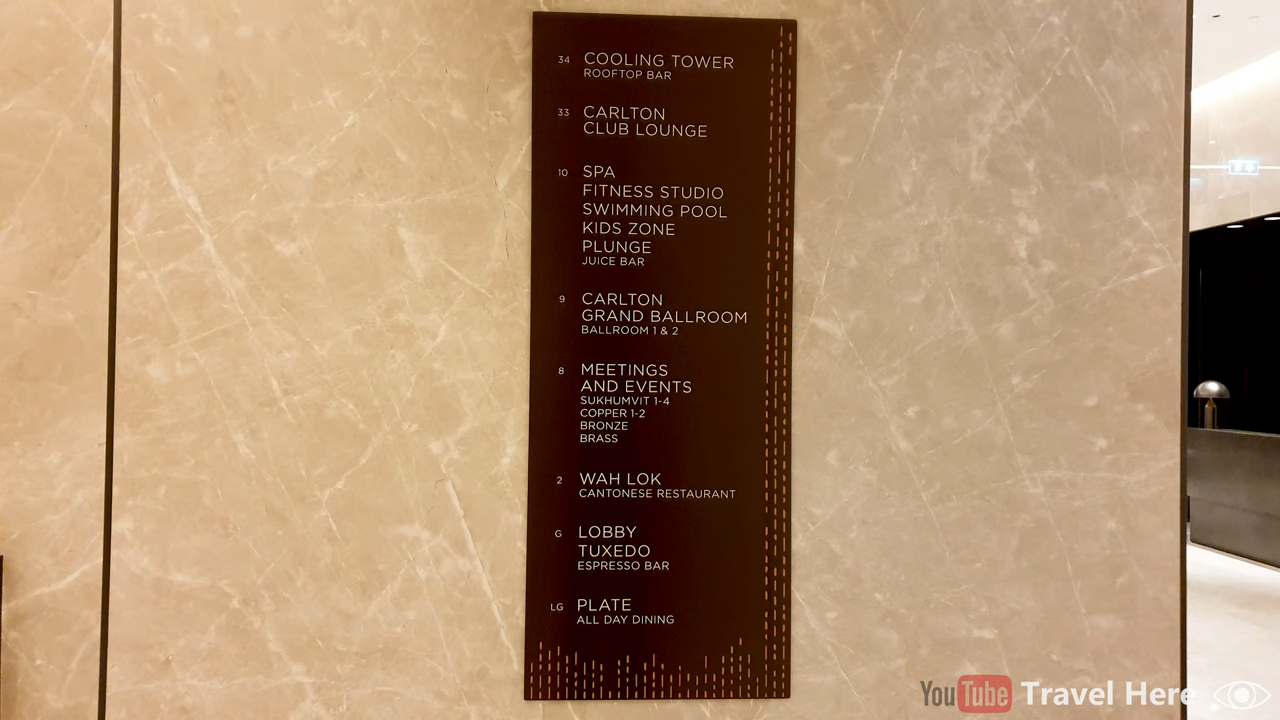 34 COOLING TOWER
ROOFTOP BAR
33 CARLTON
CLUB LOUNGE
10 SPA
FITNESS STUDIO
SWIMMING POOL
KIDS ZONE
PLUNGE
JUICE BAR
9 CARLTON
GRAND BALLROOM
BALLROOM 1 & 2
8 MEETINGS
AND EVENTS
SUKHUMVIT 1-4
COPPER 1-2
BRONZE
BRASS
2 WAH LOK
CANTONESE RESTAURANT
G LOBBY
TUXEDO
ESPRESSO BAR
LG PLATE
ALL DAY DINING
YouTube Travel Here